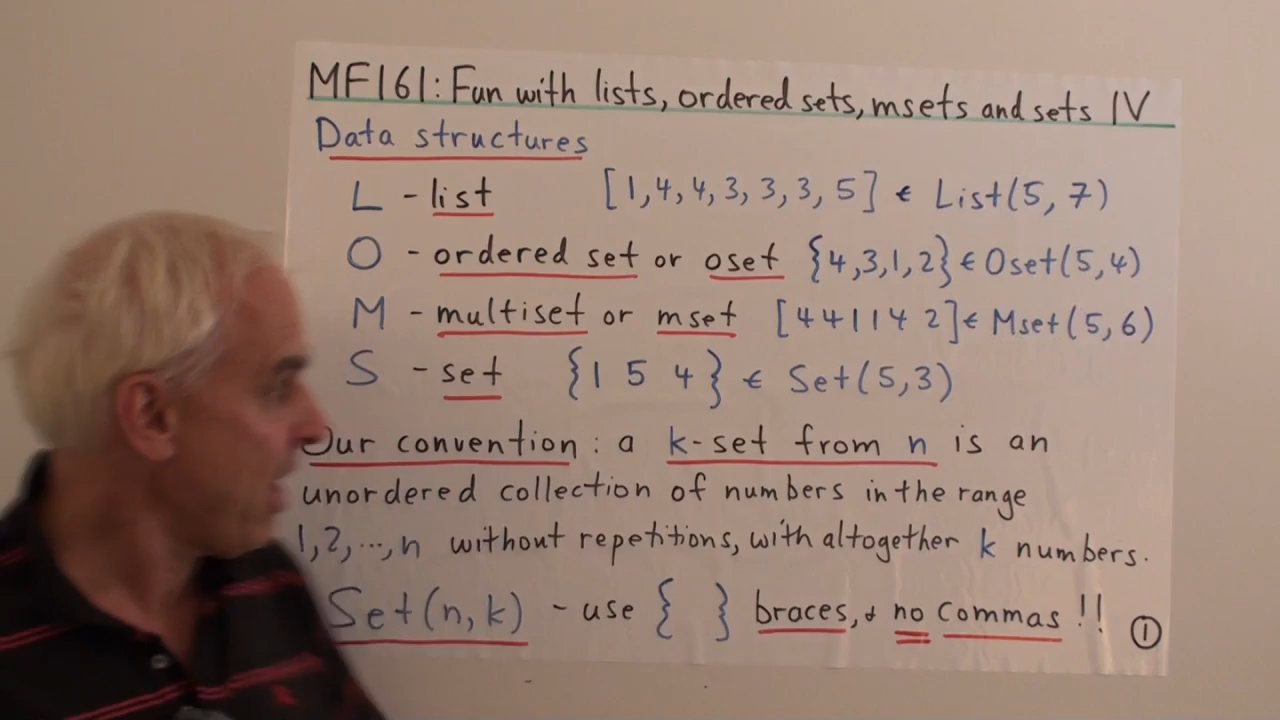 MF161: Fun with lists, ordered sets, msets and sets IV
Data structures
L - list [1,4,4,3,3,3,5] ∈ List(5,7)
O - ordered set or oset {4,3,1,2} ∈ Oset(5,4)
M - multiset or mset [4 4 1 1 4 2] ∈ Mset(5,6)
S - set {1 5 4} ∈ Set(5,3)
Our convention: a k-set from n is an
unordered collection of numbers in the range
1,2,...,n without repetitions, with altogether k numbers.
Set(n,k) - use { } braces, + no commas!! ①